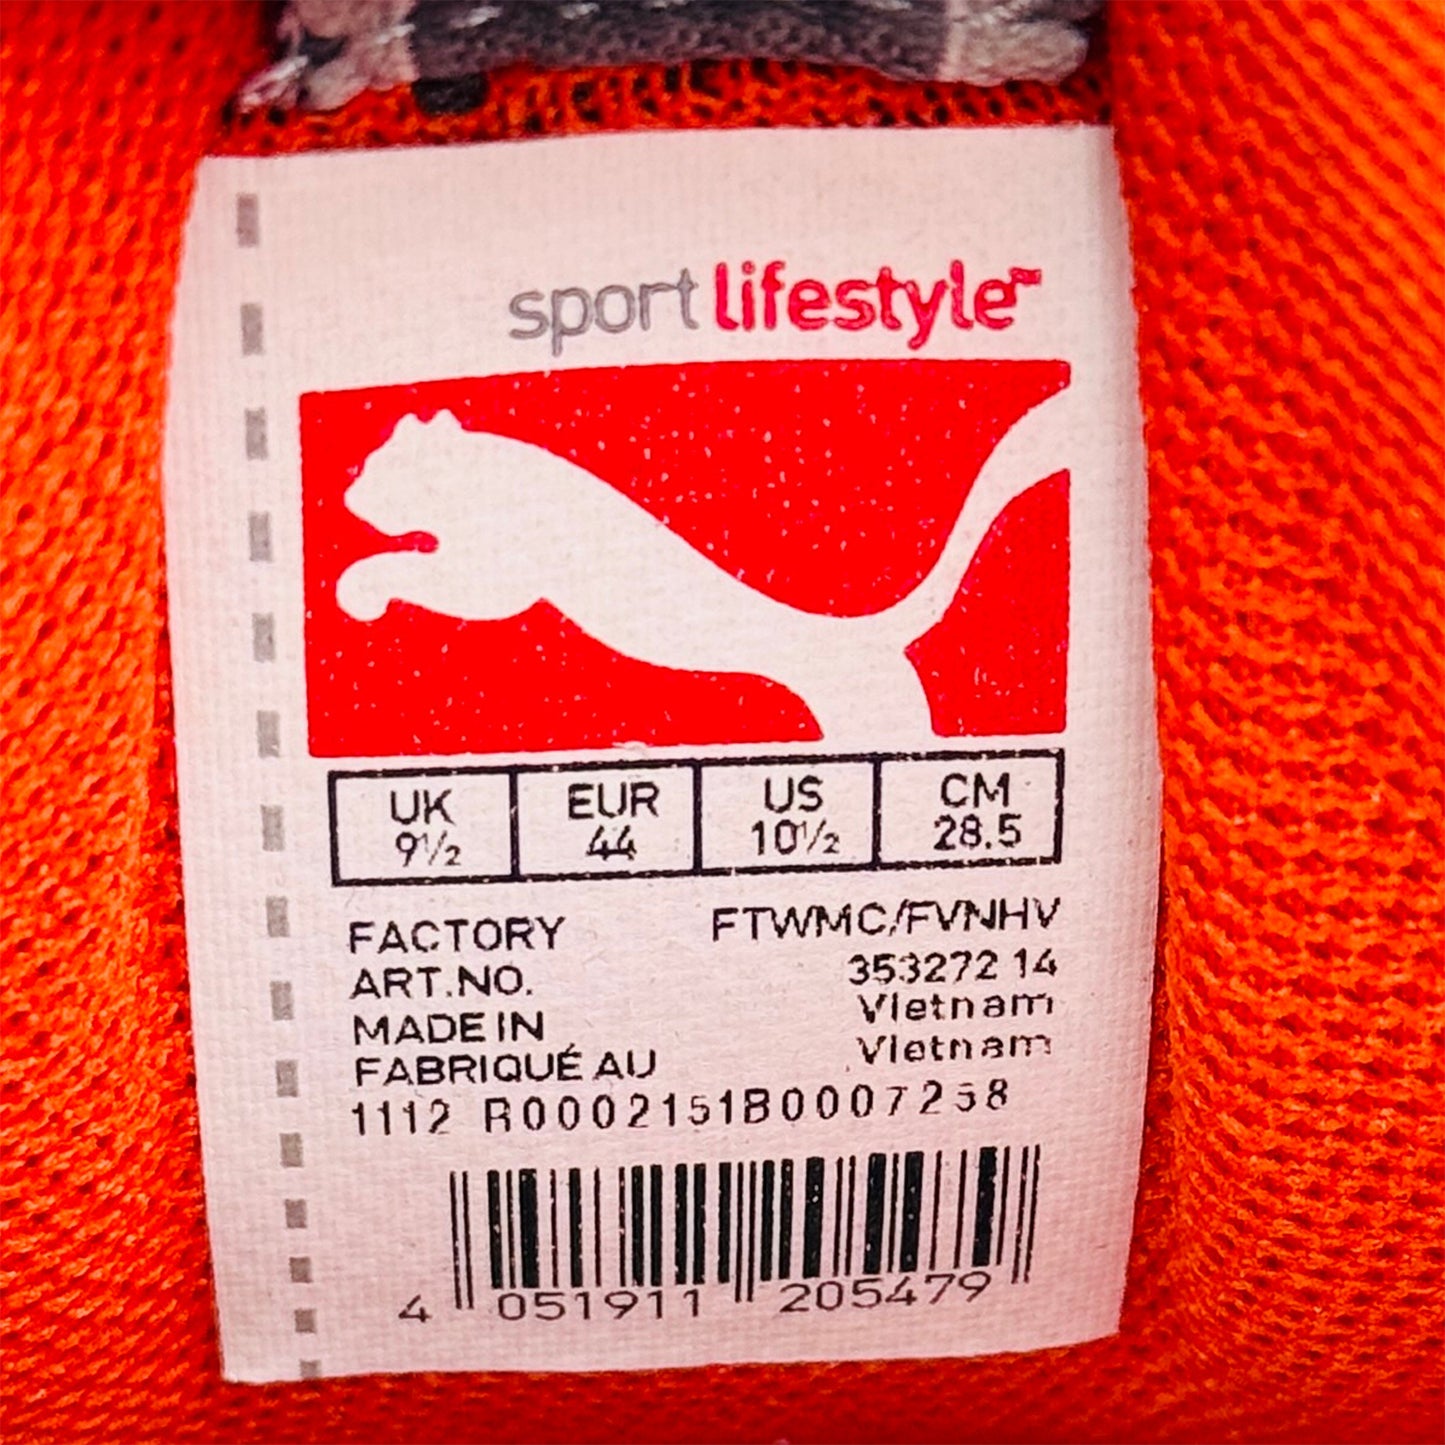 sport lifestyle™
UK EUR US CM
9½ 44 10½ 28.5
FACTORY FTWMC/FVNHV
ART.NO. 353272 14
MADE IN Vietnam
FABRIQUÉ AU Vietnam
1112 R0002151B0007258
4 051911 205479